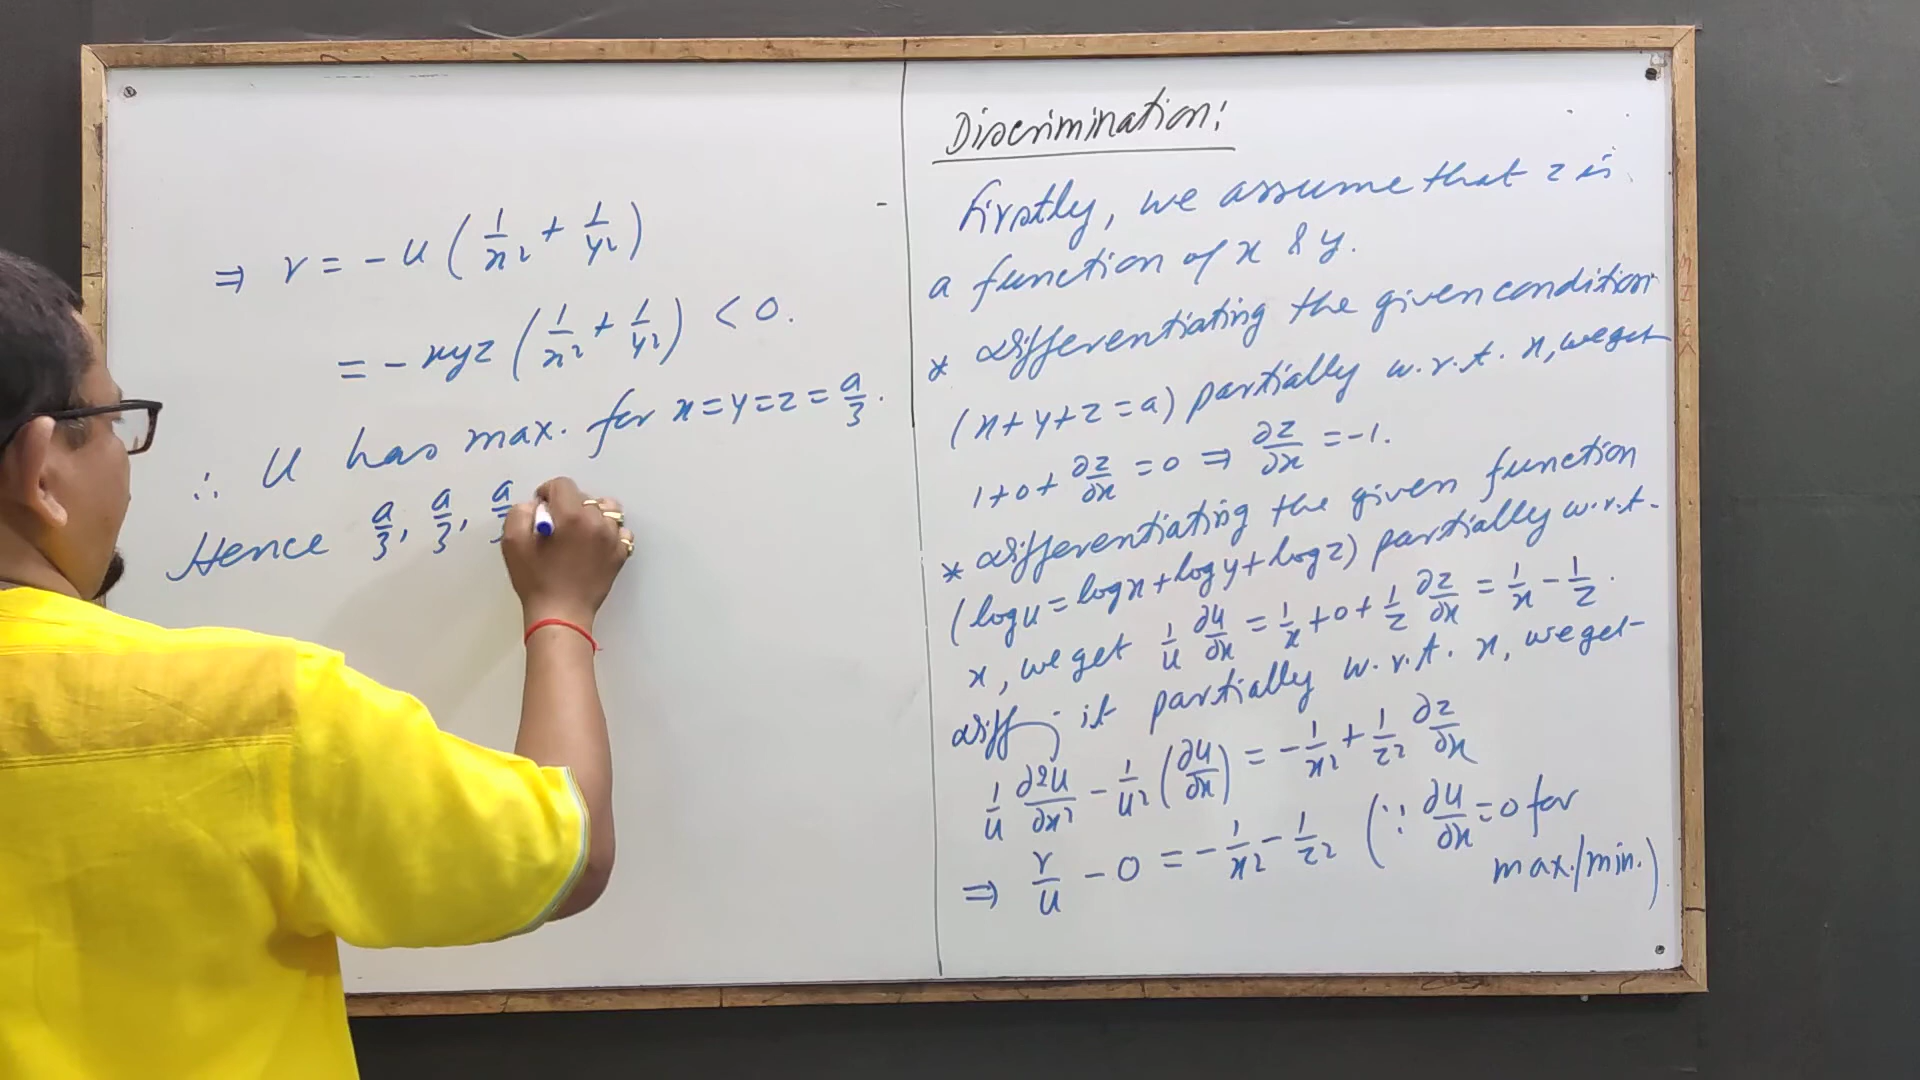 ⇒ r = - u ( 1/x² + 1/y² )
= - xyz ( 1/x² + 1/y² ) < 0.
∴ u has max. for x = y = z = a/3.
Hence a/3, a/3, a/3
Discrimination:
Firstly, we assume that z is
a function of x & y.
* Differentiating the given condition
(x + y + z = a) partially w.r.t. x, we get
1 + 0 + ∂z/∂x = 0 ⇒ ∂z/∂x = -1.
* Differentiating the given function
(log u = log x + log y + log z) partially w.r.t.
x, we get 1/u ∂u/∂x = 1/x + 0 + 1/z ∂z/∂x = 1/x - 1/z.
Diff. it partially w.r.t. x, we get
1/u ∂²u/∂x² - 1/u² (∂u/∂x) = - 1/x² + 1/z² ∂z/∂x
⇒ r/u - 0 = - 1/x² - 1/z² (∵ ∂u/∂x = 0 for
max./min.)